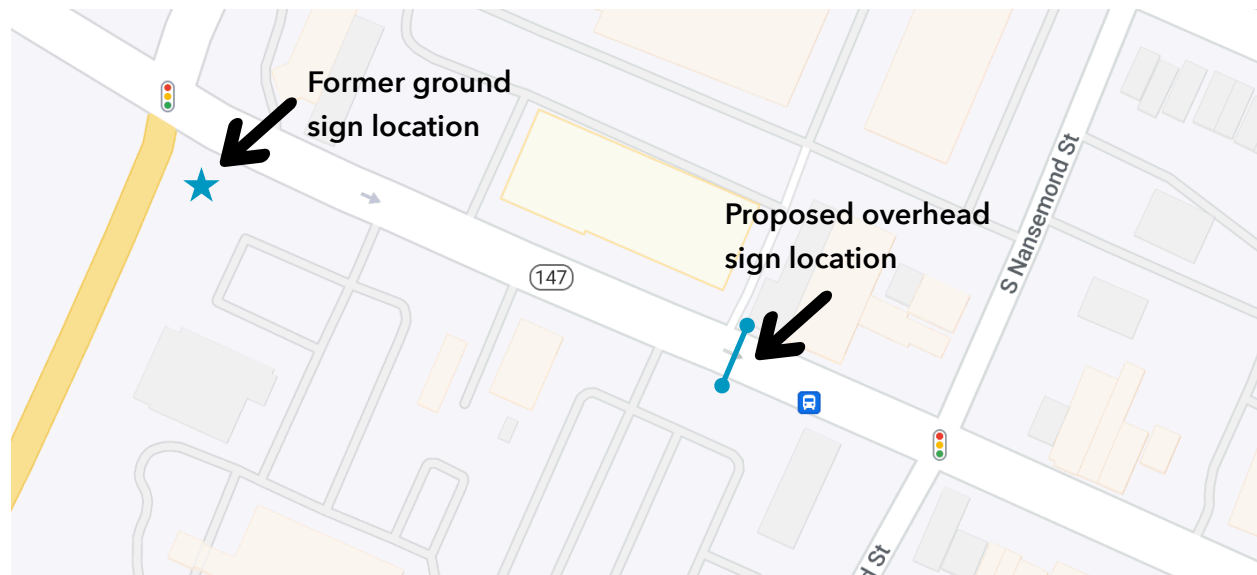 Former ground
sign location
Proposed overhead
sign location
147
S Nansemond St
d St